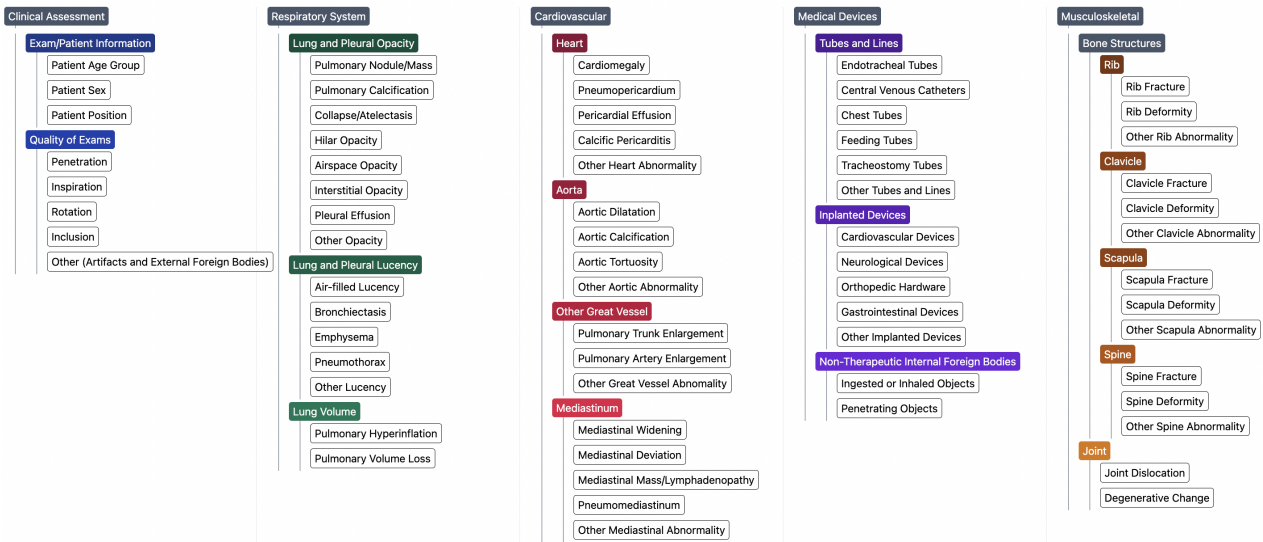 Clinical Assessment
Exam/Patient Information
Patient Age Group
Patient Sex
Patient Position
Quality of Exams
Penetration
Inspiration
Rotation
Inclusion
Other (Artifacts and External Foreign Bodies)
Respiratory System
Lung and Pleural Opacity
Pulmonary Nodule/Mass
Pulmonary Calcification
Collapse/Atelectasis
Hilar Opacity
Airspace Opacity
Interstitial Opacity
Pleural Effusion
Other Opacity
Lung and Pleural Lucency
Air-filled Lucency
Bronchiectasis
Emphysema
Pneumothorax
Other Lucency
Lung Volume
Pulmonary Hyperinflation
Pulmonary Volume Loss
Cardiovascular
Heart
Cardiomegaly
Pneumopericardium
Pericardial Effusion
Calcific Pericarditis
Other Heart Abnormality
Aorta
Aortic Dilatation
Aortic Calcification
Aortic Tortuosity
Other Aortic Abnormality
Other Great Vessel
Pulmonary Trunk Enlargement
Pulmonary Artery Enlargement
Other Great Vessel Abnomality
Mediastinum
Mediastinal Widening
Mediastinal Deviation
Mediastinal Mass/Lymphadenopathy
Pneumomediastinum
Other Mediastinal Abnormality
Medical Devices
Tubes and Lines
Endotracheal Tubes
Central Venous Catheters
Chest Tubes
Feeding Tubes
Tracheostomy Tubes
Other Tubes and Lines
Inplanted Devices
Cardiovascular Devices
Neurological Devices
Orthopedic Hardware
Gastrointestinal Devices
Other Implanted Devices
Non-Therapeutic Internal Foreign Bodies
Ingested or Inhaled Objects
Penetrating Objects
Musculoskeletal
Bone Structures
Rib
Rib Fracture
Rib Deformity
Other Rib Abnormality
Clavicle
Clavicle Fracture
Clavicle Deformity
Other Clavicle Abnormality
Scapula
Scapula Fracture
Scapula Deformity
Other Scapula Abnormality
Spine
Spine Fracture
Spine Deformity
Other Spine Abnormality
Joint
Joint Dislocation
Degenerative Change